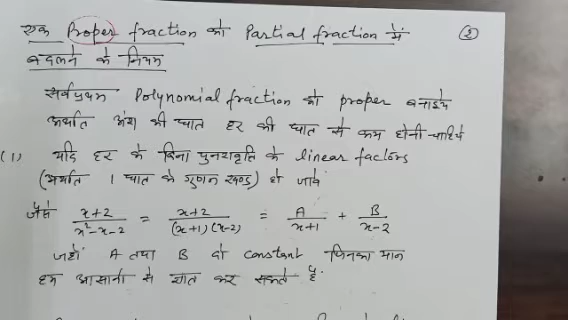 एक Proper fraction को Partial fraction में (2)
बदलने के नियम
सर्वप्रथम Polynomial fraction को proper बनाइये
अर्थात अंश की घात हर की घात से कम होनी चाहिये
(1) यदि हर के बिना पुनरावृति के linear factors
(अर्थात 1 घात के गुणन खण्ड) हो जावे
जैसे x+2/x²-x-2 = x+2/(x+1)(x-2) = A/x+1 + B/x-2
जहाँ A तथा B दो constant जिनका मान
हम आसानी से ज्ञात कर सकते हैं.